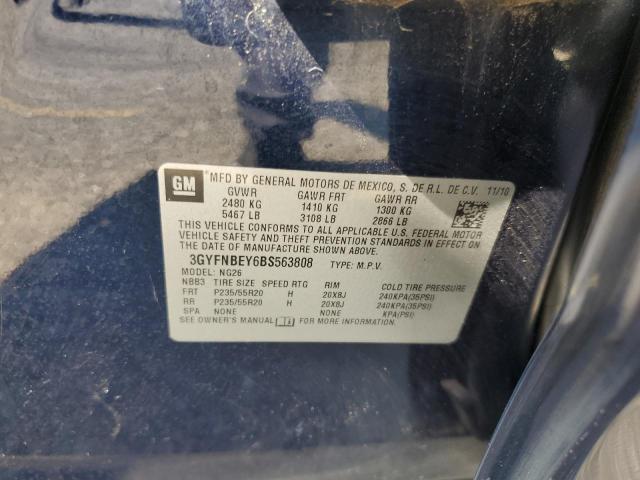 GM
MFD BY GENERAL MOTORS DE MEXICO, S. DE R.L. DE C.V. 11/10
GVWR GAWR FRT GAWR RR
2480 KG 1410 KG 1300 KG
5467 LB 3108 LB 2866 LB
THIS VEHICLE CONFORMS TO ALL APPLICABLE U.S. FEDERAL
VEHICLE SAFETY AND THEFT PREVENTION STANDARDS IN EFFECT
ON THE DATE OF MANUFACTURE SHOWN ABOVE.
3GYFNBEY6BS563808 TYPE: M.P.V.
MODEL: NG26
NBB3 TIRE SIZE SPEED RTG RIM COLD TIRE PRESSURE
FRT P235/55R20 H 20X8J 240KPA(35PSI)
RR P235/55R20 H 20X8J 240KPA(35PSI)
SPA NONE NONE KPA(PSI)
SEE OWNER'S MANUAL FOR MORE INFORMATION.